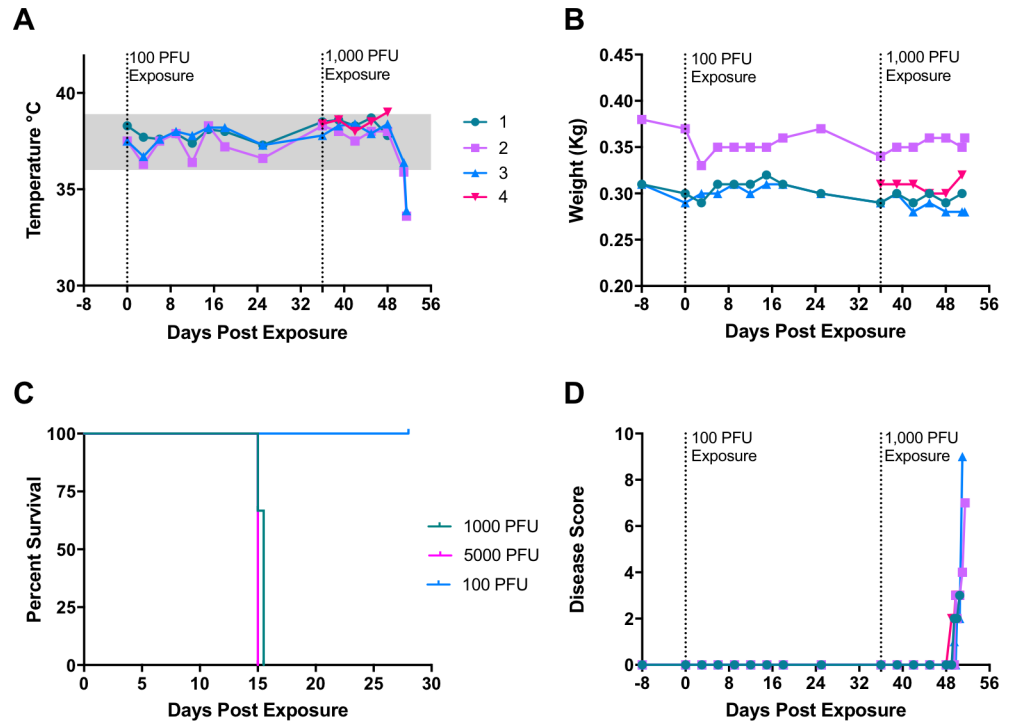 A
100 PFU
Exposure
1,000 PFU
Exposure
Temperature °C
40
35
30
-8 0 8 16 24 32 40 48 56
Days Post Exposure
1
2
3
4
B
100 PFU
Exposure
1,000 PFU
Exposure
Weight (Kg)
0.45
0.40
0.35
0.30
0.25
0.20
-8 0 8 16 24 32 40 48 56
Days Post Exposure
C
Percent Survival
100
75
50
25
0
0 5 10 15 20 25 30
Days Post Exposure
1000 PFU
5000 PFU
100 PFU
D
100 PFU
Exposure
1,000 PFU
Exposure
Disease Score
10
8
6
4
2
0
-8 0 8 16 24 32 40 48 56
Days Post Exposure